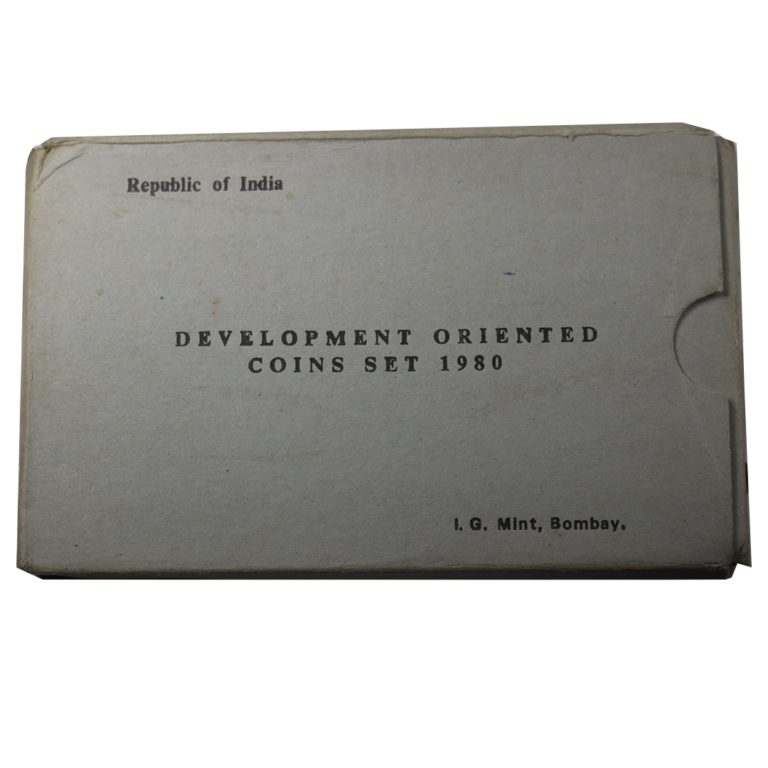 Republic of India
DEVELOPMENT ORIENTED
COINS SET 1980
I. G. Mint, Bombay.